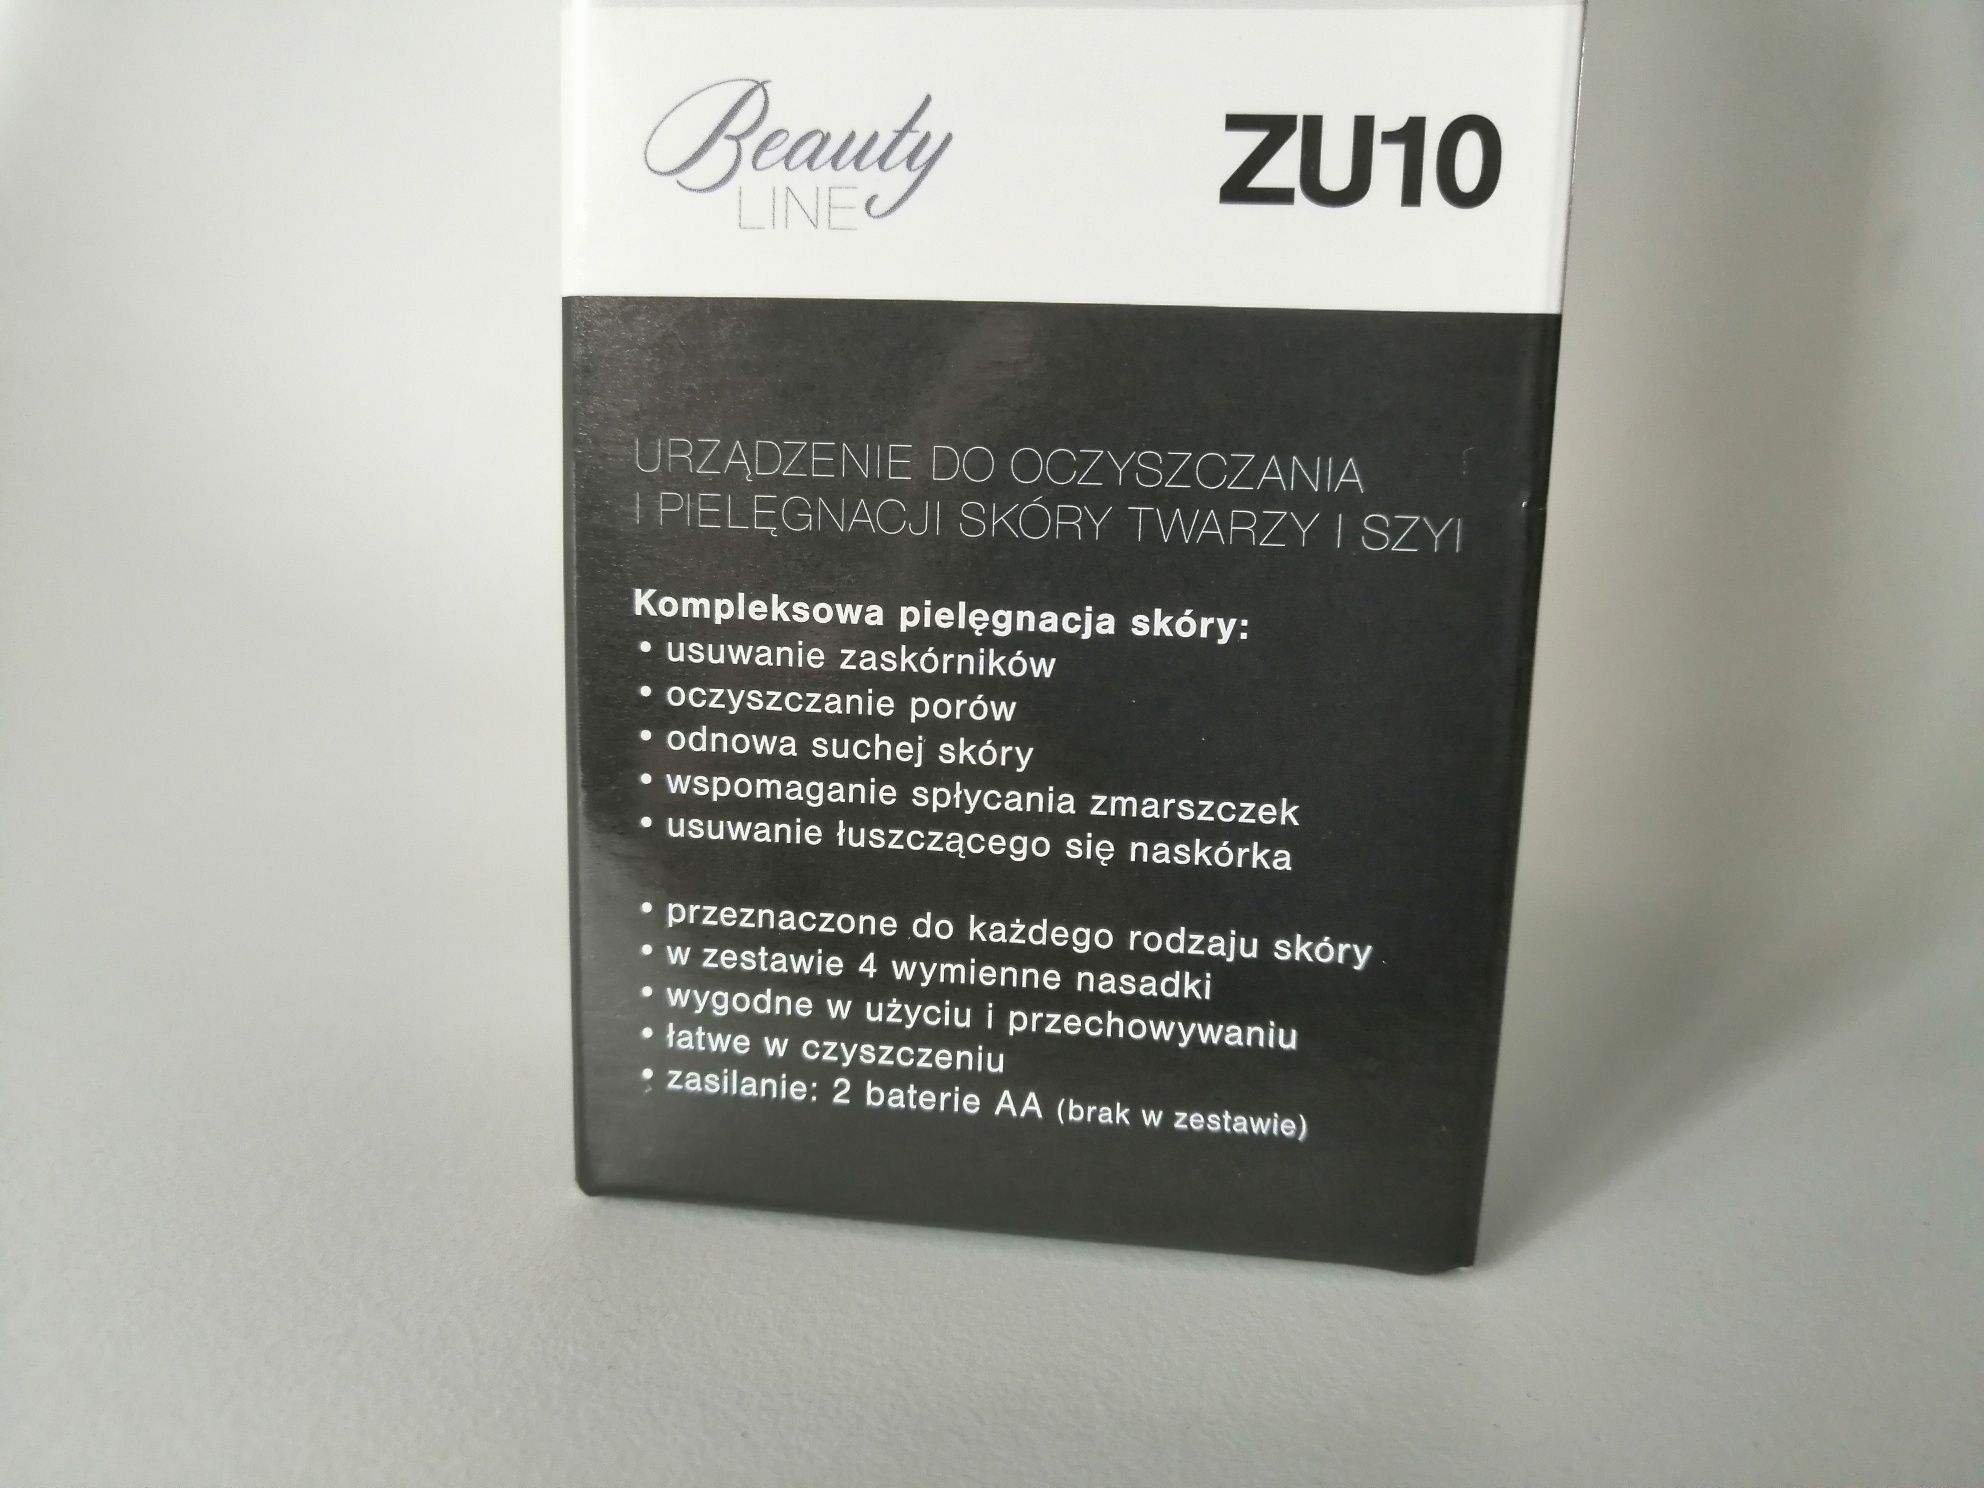 Beauty
LINE
ZU10
URZĄDZENIE DO OCZYSZCZANIA
I PIELĘGNACJI SKÓRY TWARZY I SZYI
Kompleksowa pielęgnacja skóry:
• usuwanie zaskórników
• oczyszczanie porów
• odnowa suchej skóry
• wspomaganie spłycania zmarszczek
• usuwanie łuszczącego się naskórka
• przeznaczone do każdego rodzaju skóry
• w zestawie 4 wymienne nasadki
• wygodne w użyciu i przechowywaniu
• łatwe w czyszczeniu
• zasilanie: 2 baterie AA (brak w zestawie)